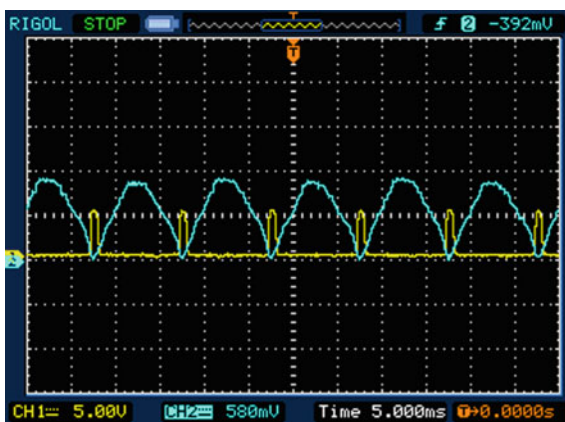 RIGOL STOP T f 2 -392mV
T
CH1 5.00V CH2 580mV Time 5.000ms T→0.0000s